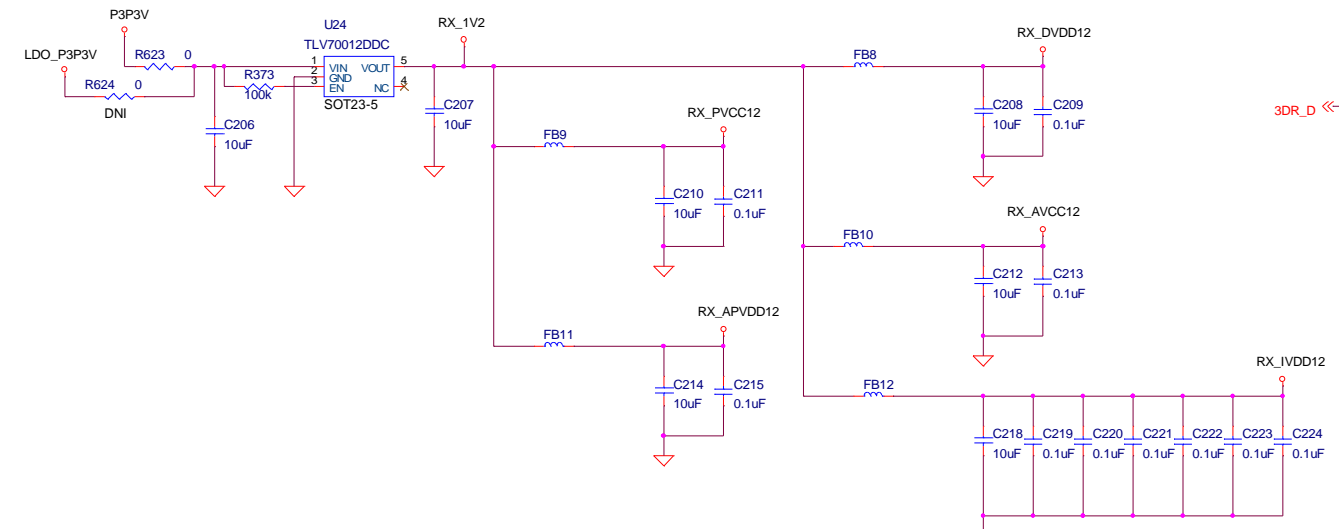 P3P3V
U24
RX_1V2
TLV70012DDC
RX_DVDD12
LDO_P3P3V
R623 0
FB8
1 VIN VOUT 5
2 GND
3 EN NC 4
R373
100k
R624 0
DNI
SOT23-5
C207
10uF
C208
10uF
C209
0.1uF
3DR_D
RX_PVCC12
C206
10uF
FB9
C210
10uF
C211
0.1uF
RX_AVCC12
FB10
C212
10uF
C213
0.1uF
RX_APVDD12
FB11
RX_IVDD12
C214
10uF
C215
0.1uF
FB12
C218
10uF
C219
0.1uF
C220
0.1uF
C221
0.1uF
C222
0.1uF
C223
0.1uF
C224
0.1uF